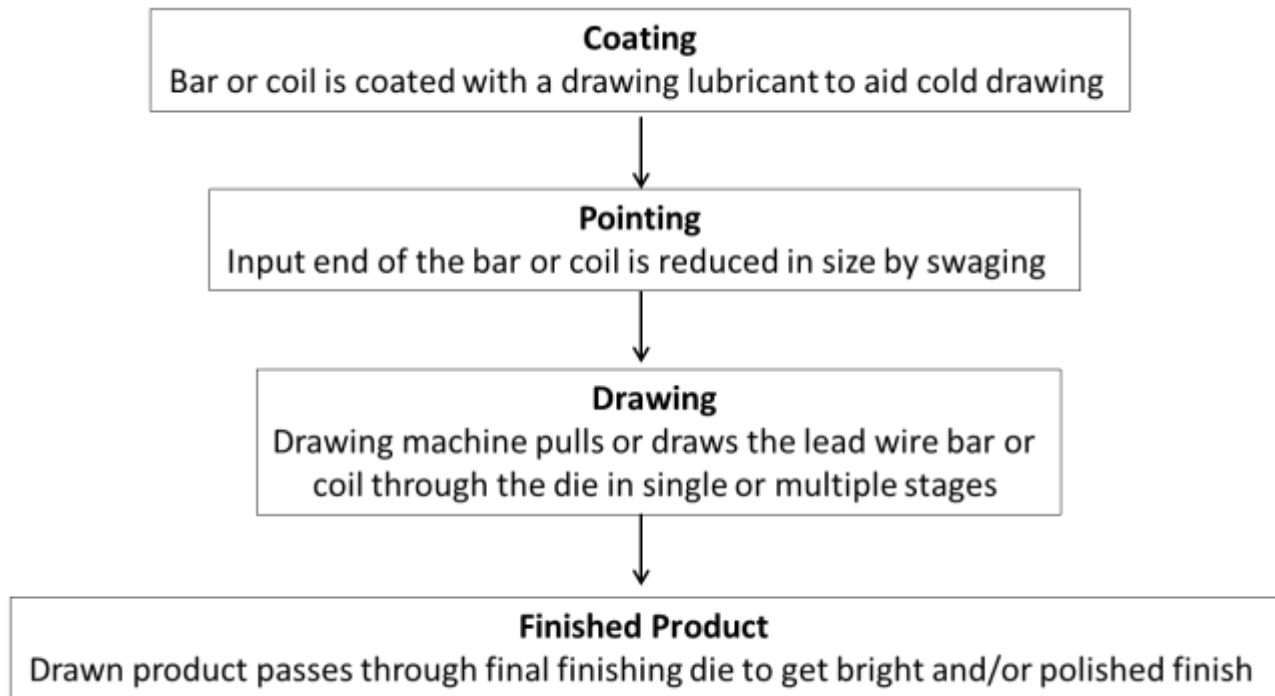 Coating
Bar or coil is coated with a drawing lubricant to aid cold drawing
Pointing
Input end of the bar or coil is reduced in size by swaging
Drawing
Drawing machine pulls or draws the lead wire bar or
coil through the die in single or multiple stages
Finished Product
Drawn product passes through final finishing die to get bright and/or polished finish